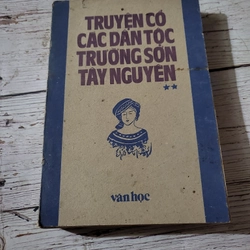 TRUYỆN CỔ
CÁC DÂN TỘC
TRƯỜNG SƠN
TÂY NGUYÊN
**
văn học